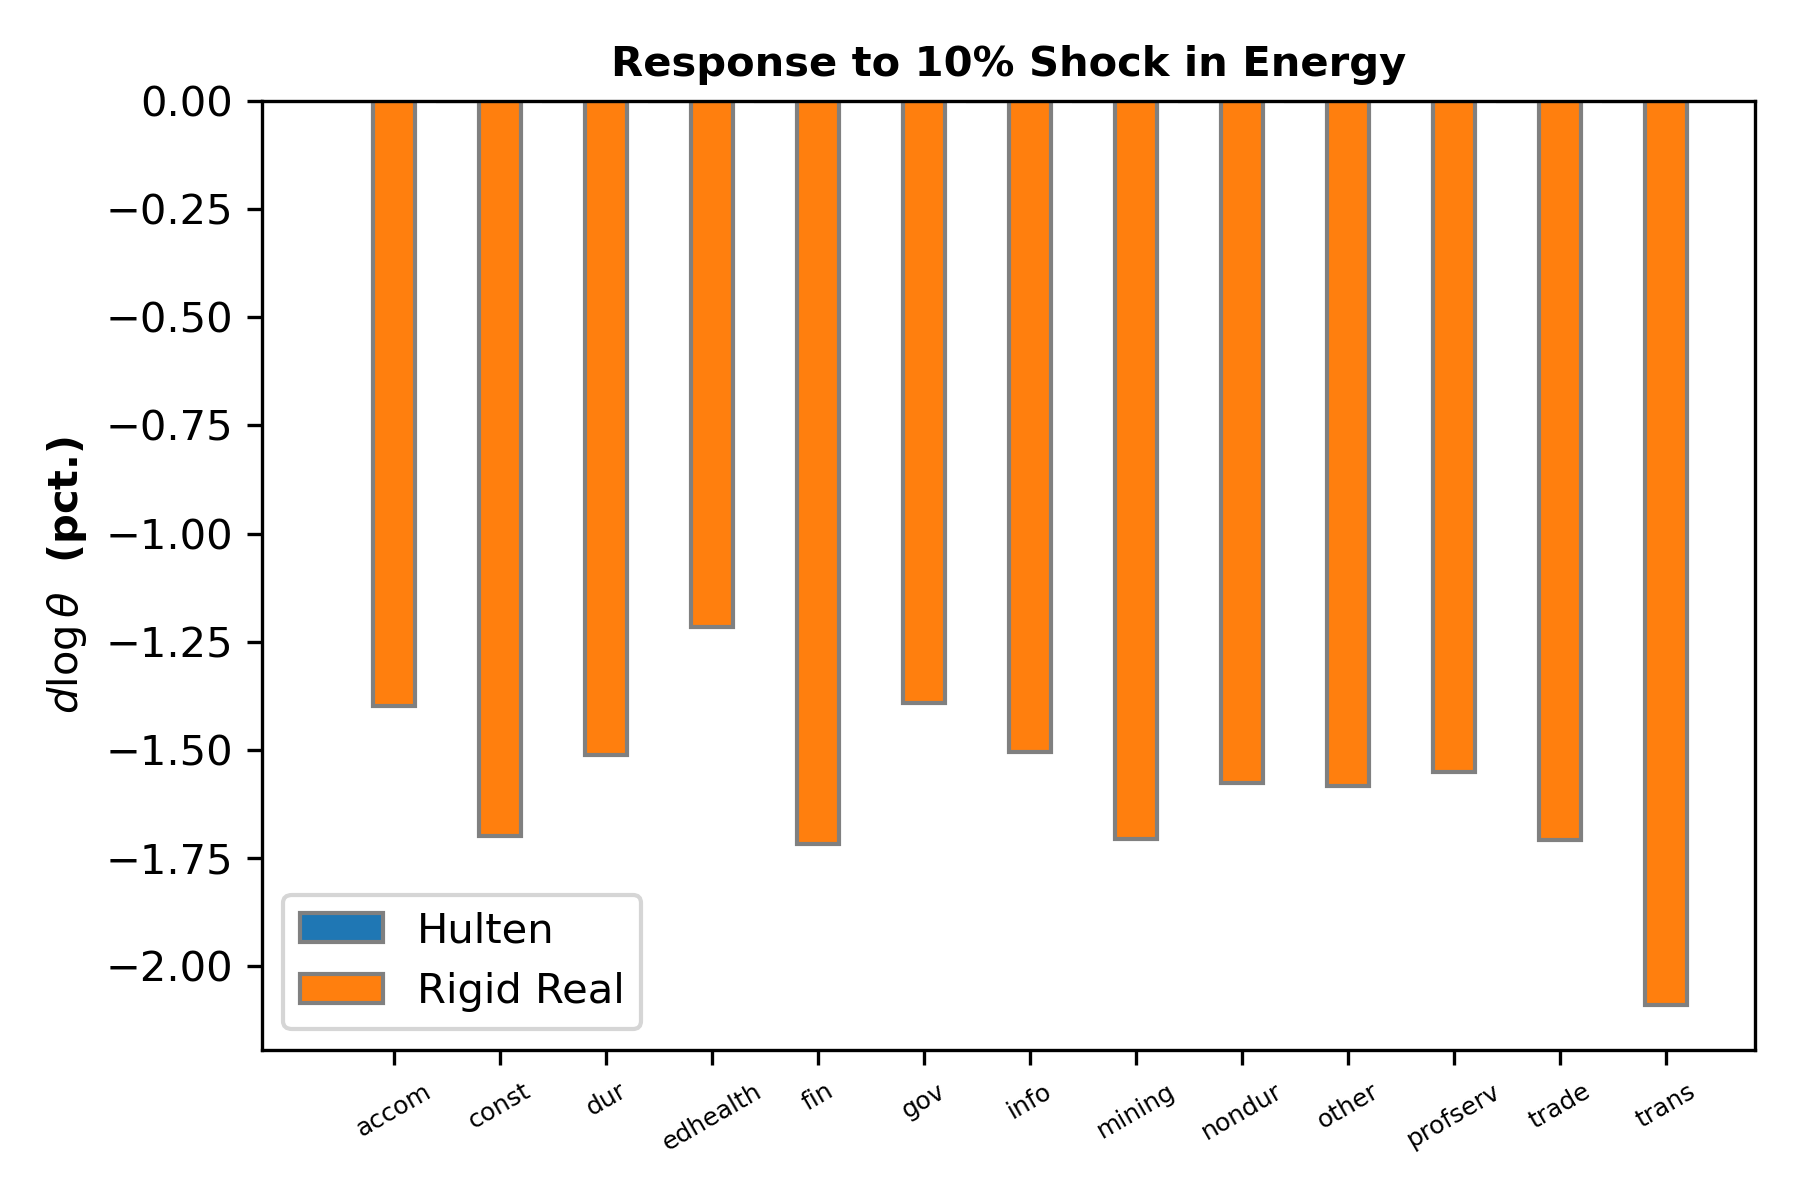 Response to 10% Shock in Energy
0.00
−0.25
−0.50
−0.75
−1.00
−1.25
−1.50
−1.75
−2.00
dlogθ (pct.)
Hulten
Rigid Real
accom
const
dur
edhealth
fin
gov
info
mining
nondur
other
profserv
trade
trans